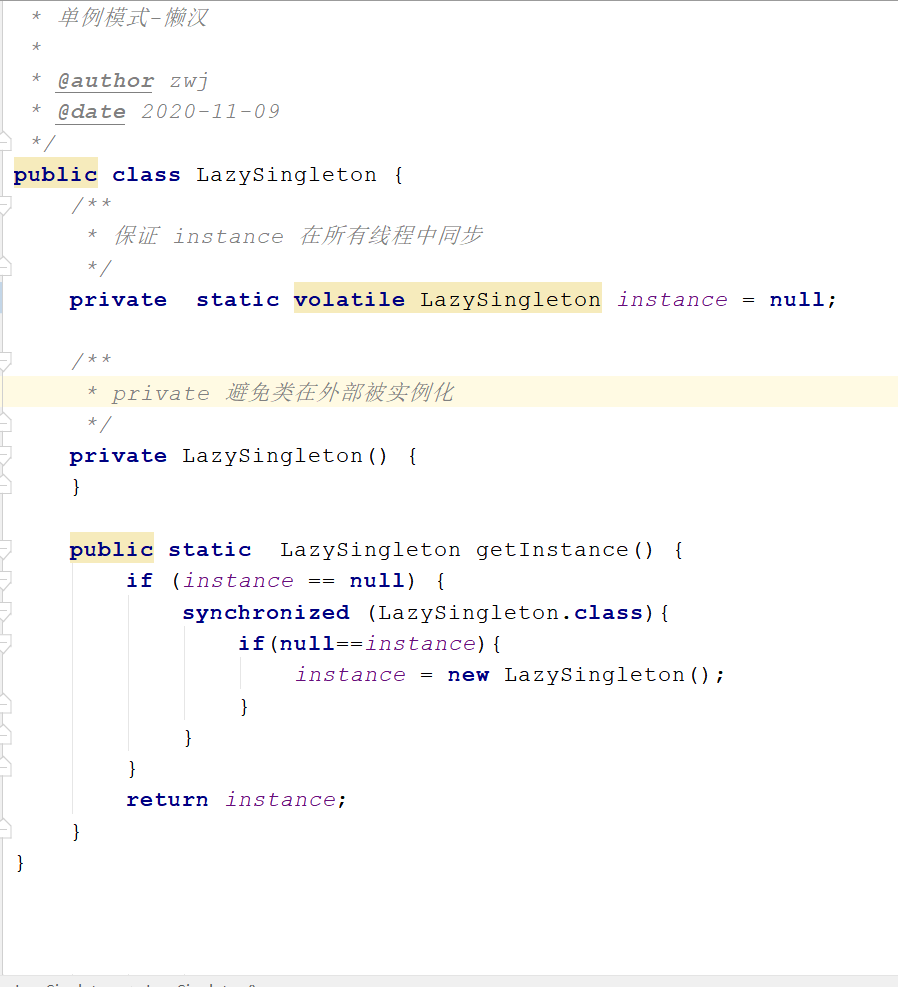 * 单例模式-懒汉
*
* @author zwj
* @date 2020-11-09
*/
public class LazySingleton {
/**
* 保证 instance 在所有线程中同步
*/
private  static volatile LazySingleton instance = null;
/**
* private 避免类在外部被实例化
*/
private LazySingleton() {
}
public static  LazySingleton getInstance() {
if (instance == null) {
synchronized (LazySingleton.class){
if(null==instance){
instance = new LazySingleton();
}
}
}
return instance;
}
}